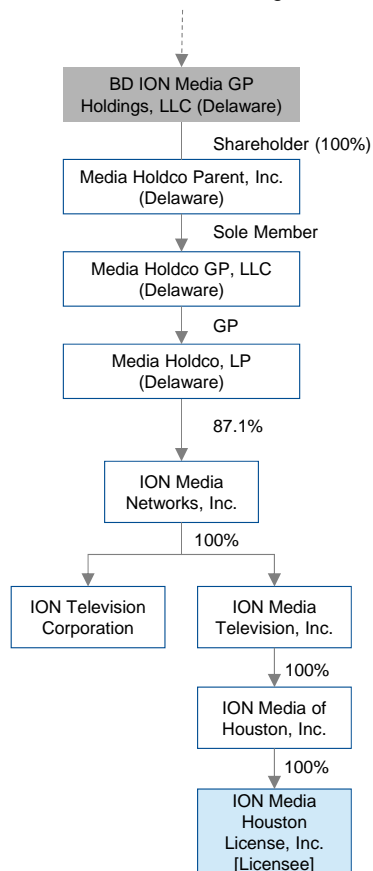 BD ION Media GP
Holdings, LLC (Delaware)
Shareholder (100%)
Media Holdco Parent, Inc.
(Delaware)
Sole Member
Media Holdco GP, LLC
(Delaware)
GP
Media Holdco, LP
(Delaware)
87.1%
ION Media
Networks, Inc.
100%
ION Television
Corporation
ION Media
Television, Inc.
100%
ION Media of
Houston, Inc.
100%
ION Media
Houston
License, Inc.
[Licensee]